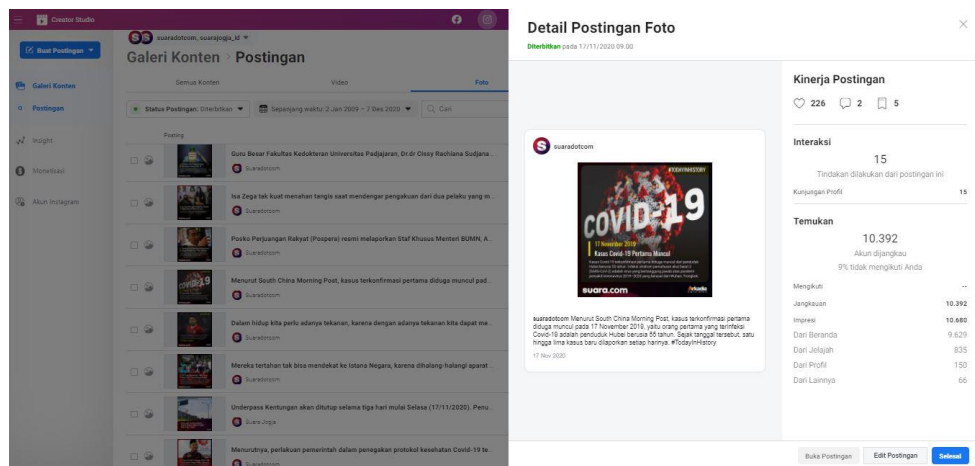 Creator Studio
Buat Postingan
Galeri Konten
Postingan
Insight
Monetisasi
Akun Instagram
suaradotcom, suarajogja_id
Galeri Konten > Postingan
Semua Konten
Video
Foto
Status Postingan: Diterbitkan
Sepanjang waktu: 2 Jan 2009 – 7 Des 2020
Cari
Posting
Guru Besar Fakultas Kedokteran Universitas Padjajaran, Dr.dr Cissy Rachiana Sudjana...
Suaradotcom
Isa Zega tak kuat menahan tangis saat mendengar pengakuan dari dua pelaku yang m...
Suaradotcom
Posko Perjuangan Rakyat (Pospera) resmi melaporkan Staf Khusus Menteri BUMN, A...
Suaradotcom
Menurut South China Morning Post, kasus terkonfirmasi pertama diduga muncul pad...
Suaradotcom
Dalam hidup kita perlu adanya tekanan, karena dengan adanya tekanan kita dapat me...
Suaradotcom
Mereka tertahan tak bisa mendekat ke Istana Negara, karena dihalang-halangi aparat...
Suaradotcom
Underpass Kentungan akan ditutup selama tiga hari mulai Selasa (17/11/2020). Penu...
Suara Jogja
Menurutnya, perlakuan pemerintah dalam penegakan protokol kesehatan Covid-19 te...
Suaradotcom
Detail Postingan Foto
Diterbitkan pada 17/11/2020 09.00
suaradotcom
#TODAYINHISTORY
COVID-19
17 November 2019
Kasus Covid-19 Pertama Muncul
suara.com
Arkadia
suaradotcom Menurut South China Morning Post, kasus terkonfirmasi pertama
diduga muncul pada 17 November 2019, yaitu orang pertama yang terinfeksi
Covid-19 adalah penduduk Hubei berusia 55 tahun. Sejak tanggal tersebut, satu
hingga lima kasus baru dilaporkan setiap harinya. #TodayInHistory
17 Nov 2020
Kinerja Postingan
226 2 5
Interaksi
15
Tindakan dilakukan dari postingan ini
Kunjungan Profil 15
Temukan
10.392
Akun dijangkau
9% tidak mengikuti Anda
Mengikuti --
Jangkauan 10.392
Impresi 10.680
Dari Beranda 9.629
Dari Jelajah 835
Dari Profil 150
Dari Lainnya 66
Buka Postingan
Edit Postingan
Selesai